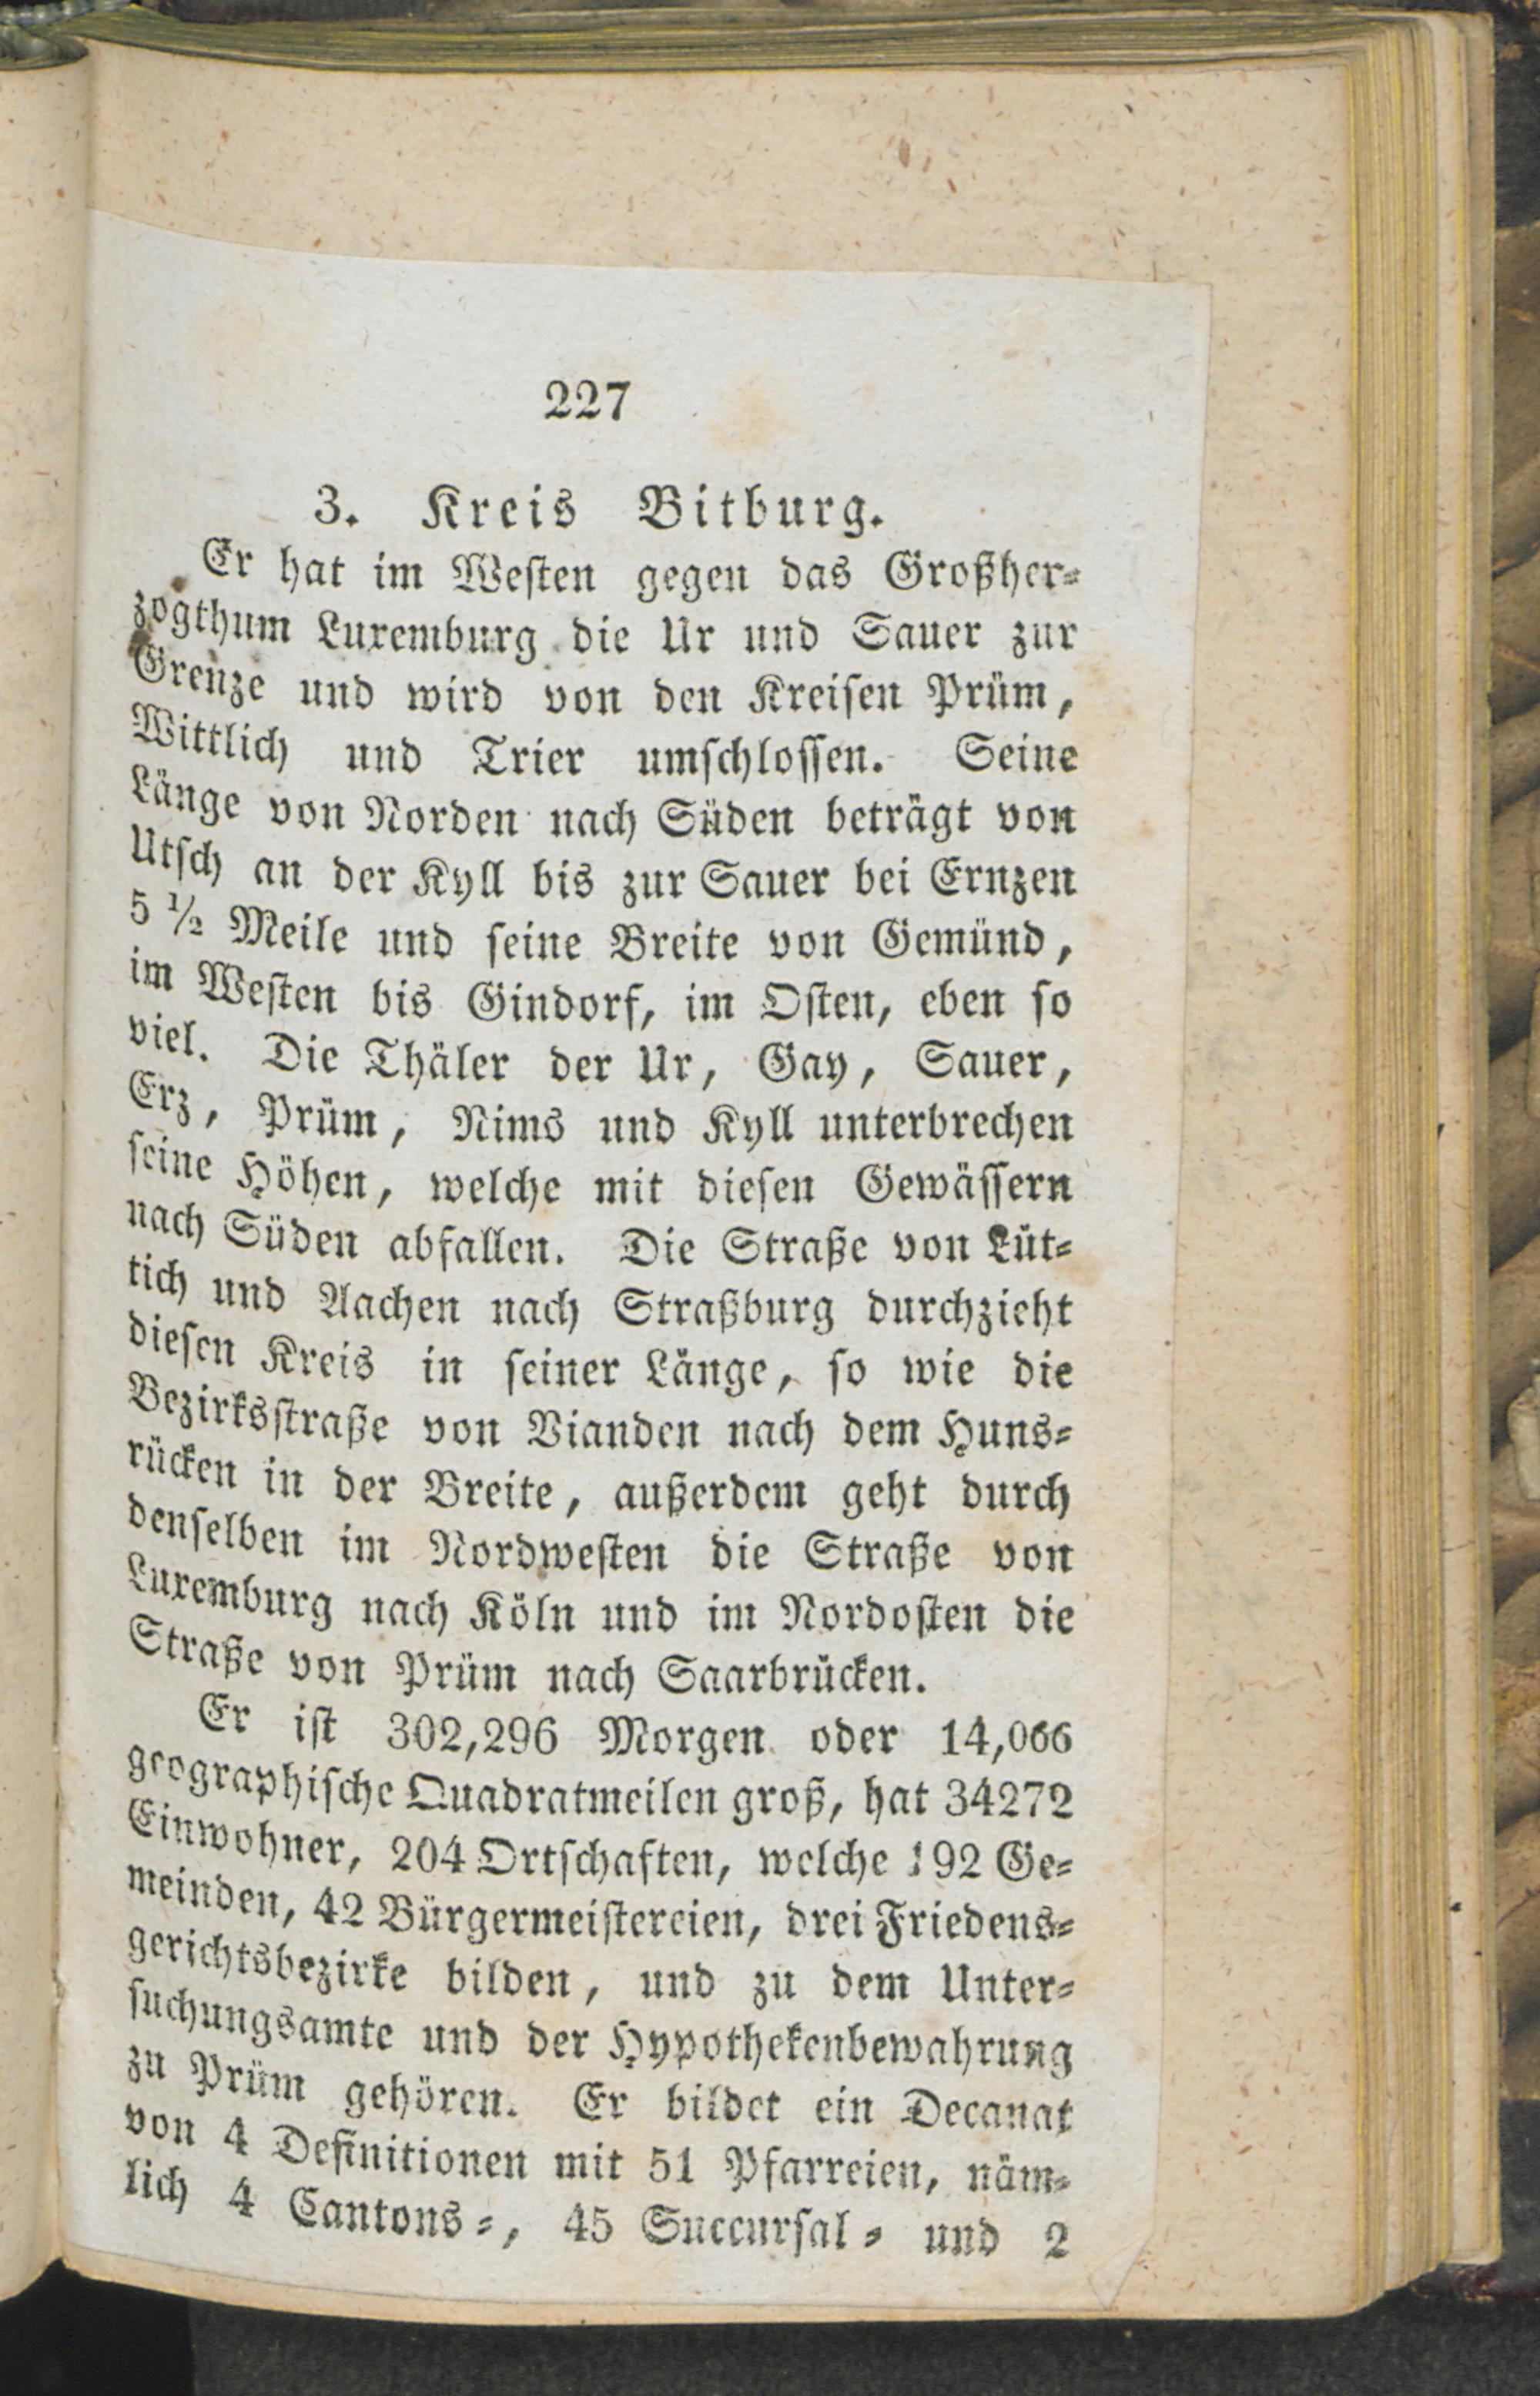 227
3. Kreis Bitburg.
Er hat im Westen gegen das Großher-
zogthum Luxemburg die Ur und Sauer zur
Grenze und wird von den Kreisen Prüm,
Wittlich und Trier umschlossen. Seine
Länge von Norden nach Süden beträgt von
Utsch an der Kyll bis zur Sauer bei Ernzen
5 1/2 Meile und seine Breite von Gemünd,
im Westen bis Gindorf, im Osten, eben so
viel. Die Thäler der Ur, Gay, Sauer,
Erz, Prüm, Nims und Kyll unterbrechen
seine Höhen, welche mit diesen Gewässern
nach Süden abfallen. Die Straße von Lüt-
tich und Aachen nach Straßburg durchzieht
diesen Kreis in seiner Länge, so wie die
Bezirksstraße von Vianden nach dem Huns-
rücken in der Breite, außerdem geht durch
denselben im Nordwesten die Straße von
Luxemburg nach Köln und im Nordosten die
Straße von Prüm nach Saarbrücken.
Er ist 302,296 Morgen oder 14,066
geographische Quadratmeilen groß, hat 34272
Einwohner, 204 Ortschaften, welche 192 Ge-
meinden, 42 Bürgermeistereien, drei Friedens-
gerichtsbezirke bilden, und zu dem Unter-
suchungsamte und der Hypothekenbewahrung
zu Prüm gehören. Er bildet ein Decanat
von 4 Definitionen mit 51 Pfarreien, näm-
lich 4 Cantons-, 45 Succursal- und 2